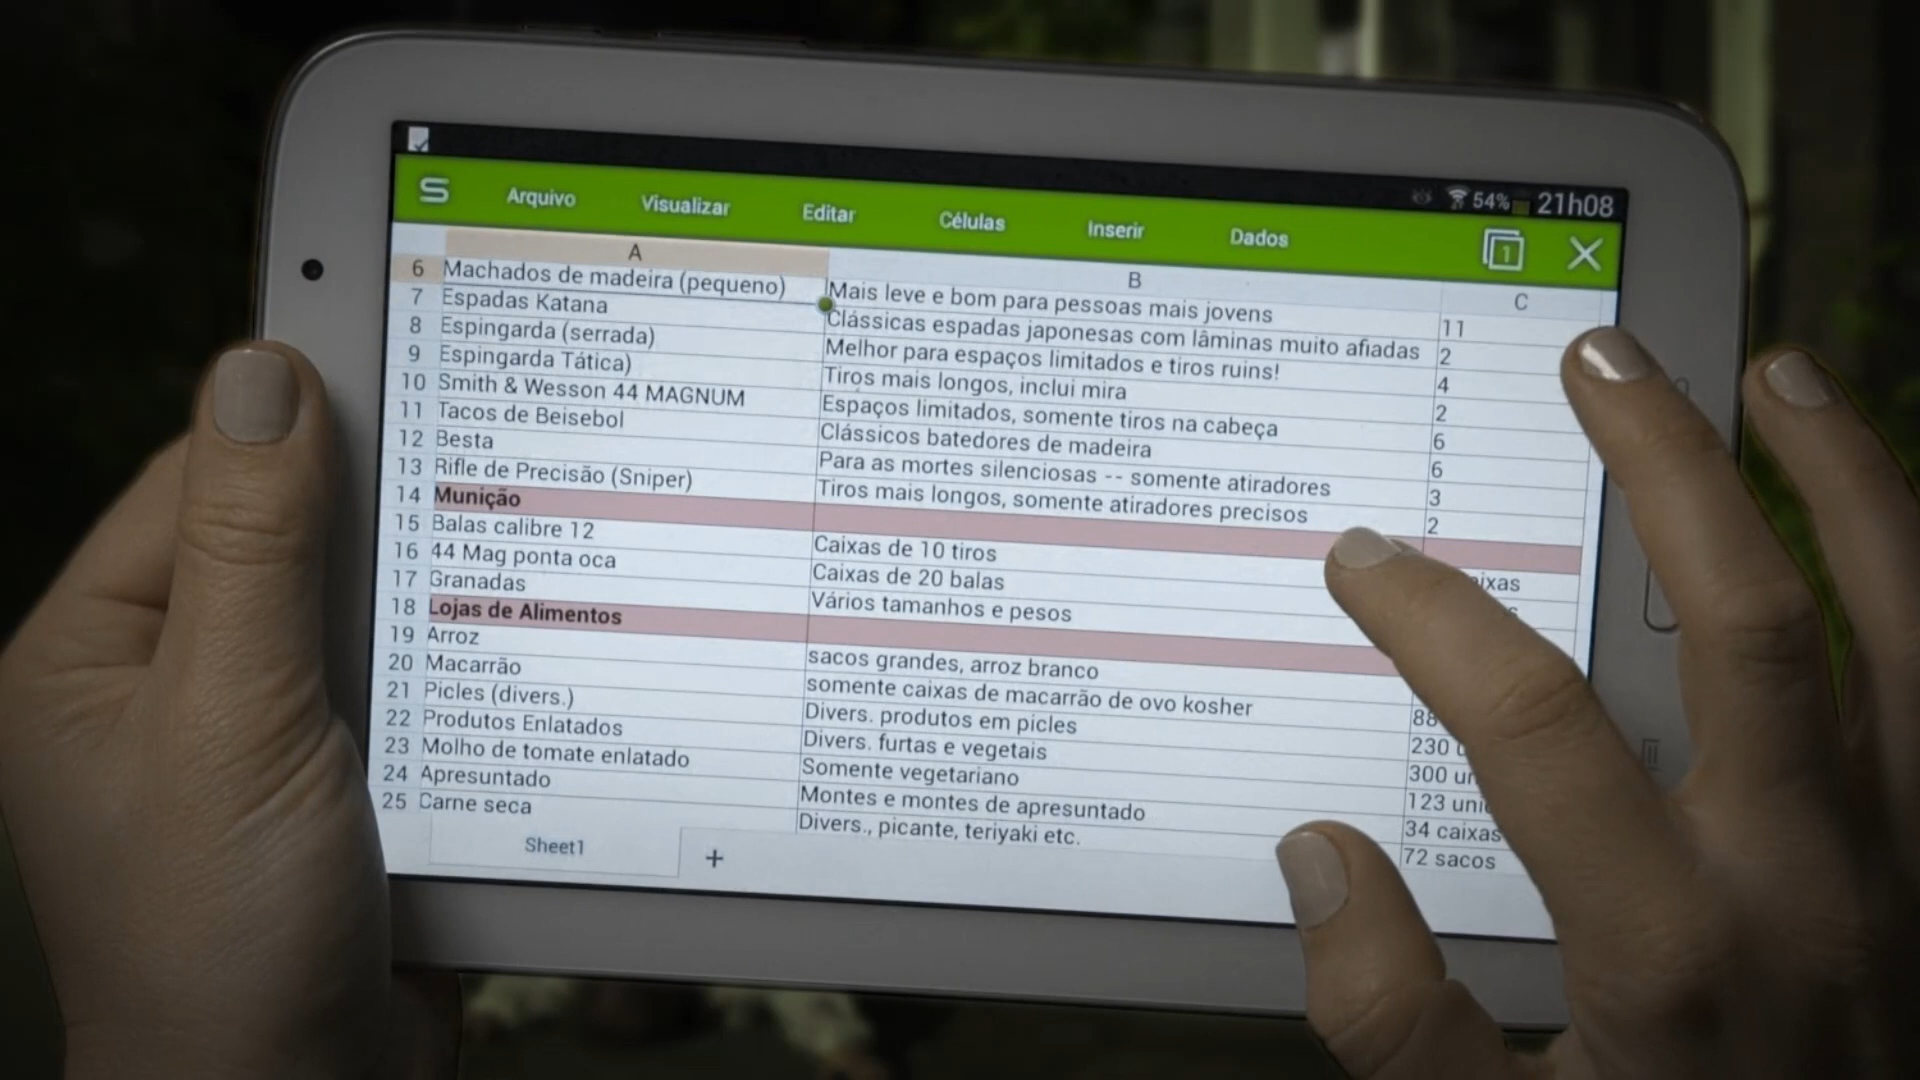 21h08
54%
S Arquivo Visualizar Editar Células Inserir Dados 1
A B C
6 Machados de madeira (pequeno) Mais leve e bom para pessoas mais jovens 11
7 Espadas Katana Clássicas espadas japonesas com lâminas muito afiadas 2
8 Espingarda (serrada) Melhor para espaços limitados e tiros ruins! 4
9 Espingarda Tática) Tiros mais longos, inclui mira 2
10 Smith & Wesson 44 MAGNUM Espaços limitados, somente tiros na cabeça 6
11 Tacos de Beisebol Clássicos batedores de madeira 6
12 Besta Para as mortes silenciosas -- somente atiradores 3
13 Rifle de Precisão (Sniper) Tiros mais longos, somente atiradores precisos 2
14 Munição
15 Balas calibre 12 Caixas de 10 tiros
16 44 Mag ponta oca Caixas de 20 balas
17 Granadas Vários tamanhos e pesos
18 Lojas de Alimentos
19 Arroz sacos grandes, arroz branco
20 Macarrão somente caixas de macarrão de ovo kosher 88
21 Picles (divers.) Divers. produtos em picles 230
22 Produtos Enlatados Divers. furtas e vegetais 300
23 Molho de tomate enlatado Somente vegetariano 123
24 Apresuntado Montes e montes de apresuntado 34 caixas
25 Carne seca Divers., picante, teriyaki etc. 72 sacos
Sheet1 +